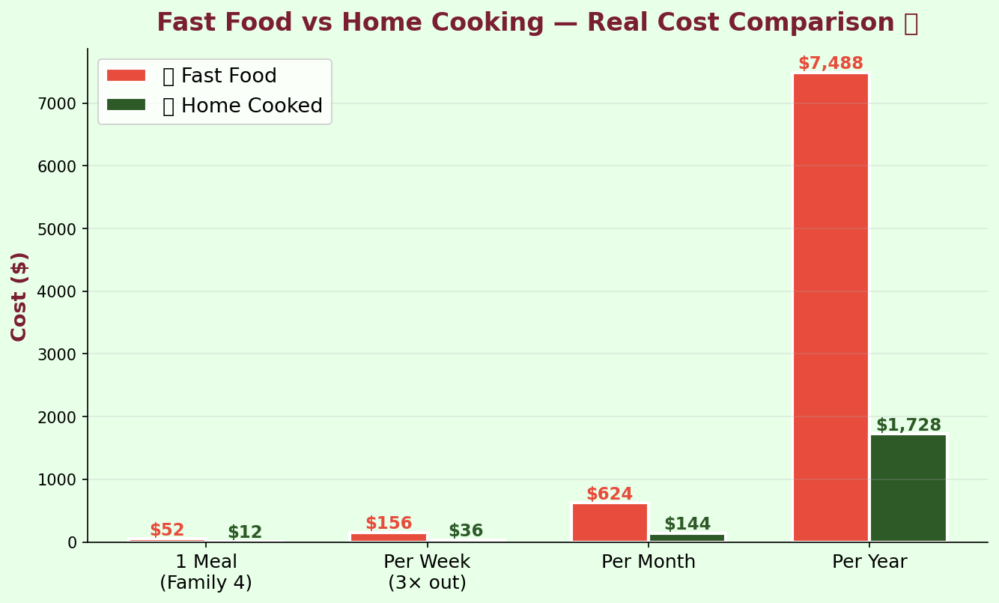 Fast Food vs Home Cooking — Real Cost Comparison
Fast Food
Home Cooked
Cost ($)
7000
6000
5000
4000
3000
2000
1000
0
$52
$12
$156
$36
$624
$144
$7,488
$1,728
1 Meal
(Family 4)
Per Week
(3× out)
Per Month
Per Year